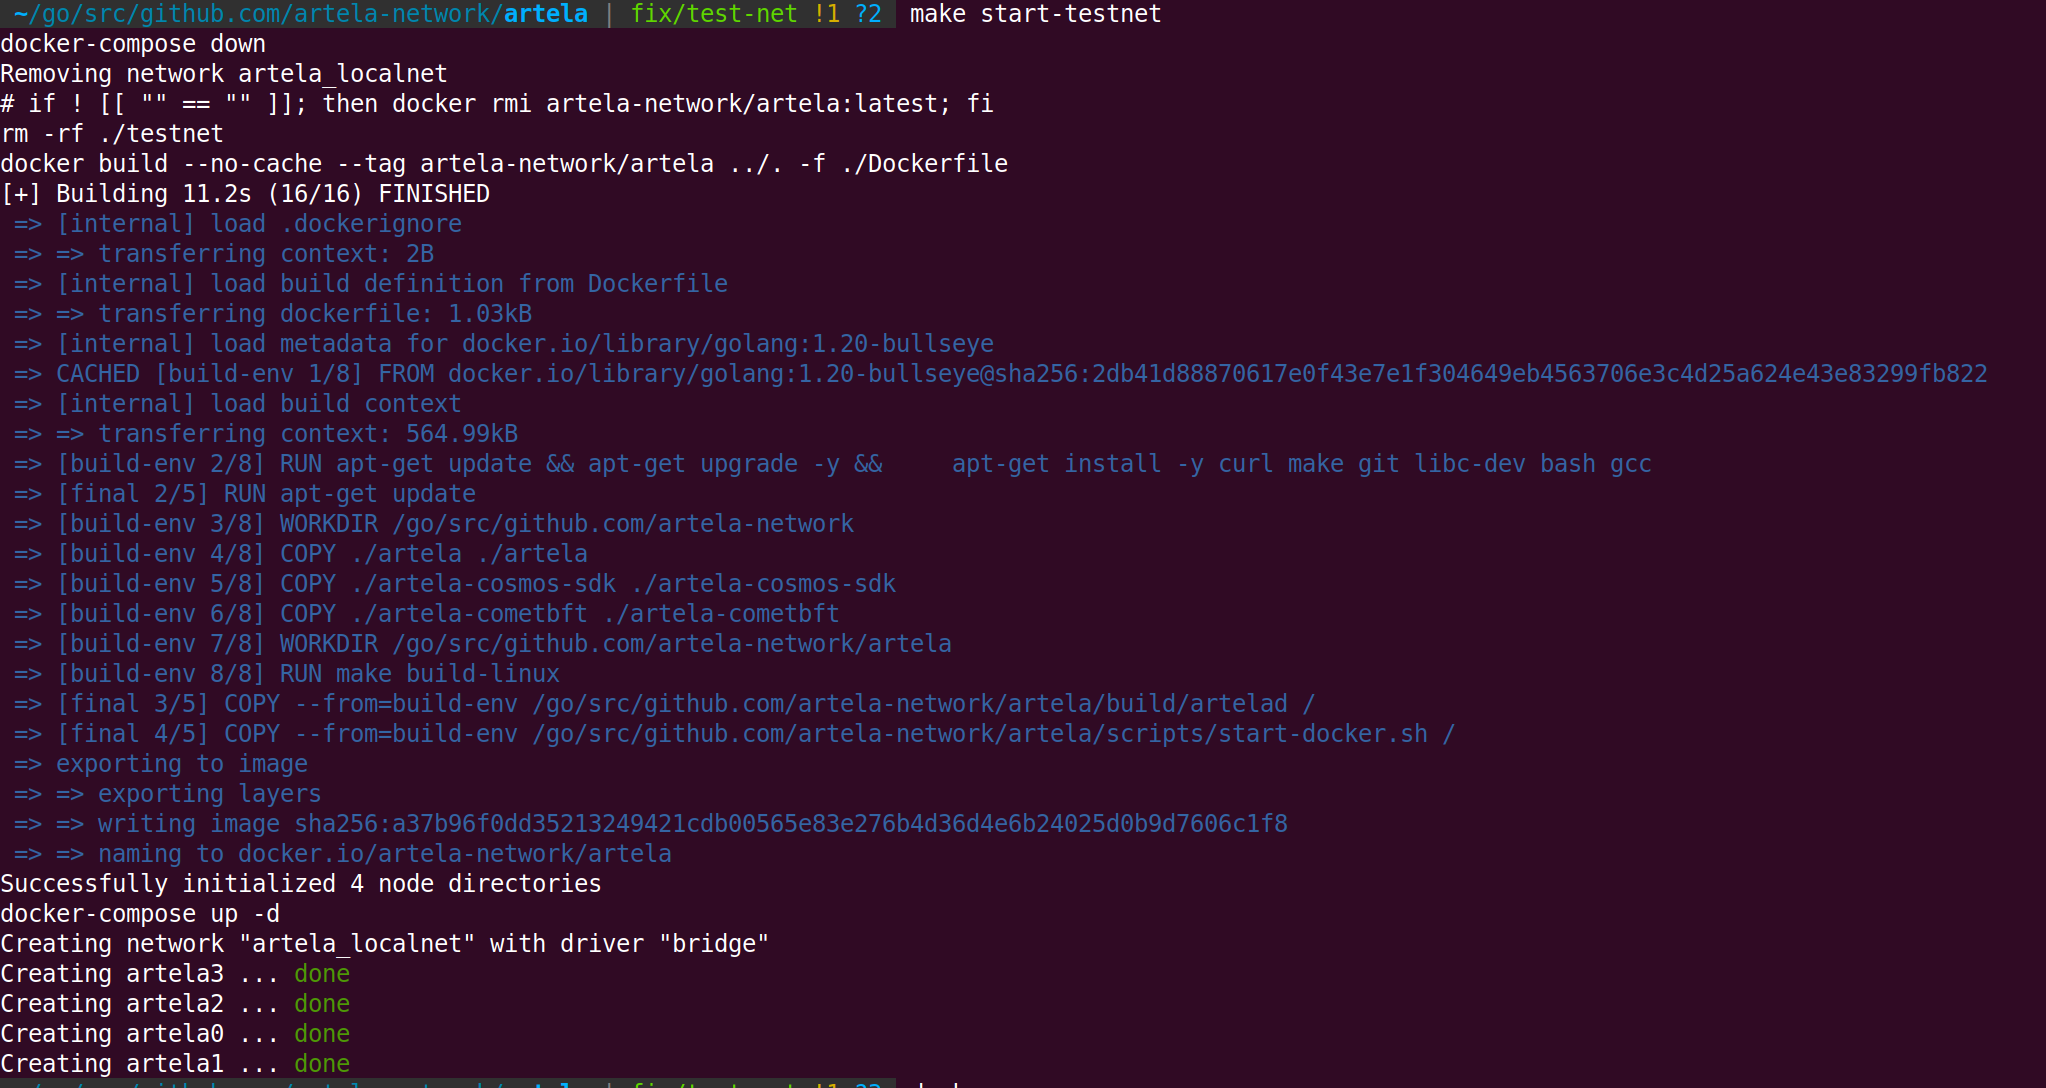 ~/go/src/github.com/artela-network/artela | fix/test-net !1 ?2 make start-testnet
docker-compose down
Removing network artela_localnet
# if ! [[ "" == "" ]]; then docker rmi artela-network/artela:latest; fi
rm -rf ./testnet
docker build --no-cache --tag artela-network/artela ../. -f ./Dockerfile
[+] Building 11.2s (16/16) FINISHED
=> [internal] load .dockerignore
=> => transferring context: 2B
=> [internal] load build definition from Dockerfile
=> => transferring dockerfile: 1.03kB
=> [internal] load metadata for docker.io/library/golang:1.20-bullseye
=> CACHED [build-env 1/8] FROM docker.io/library/golang:1.20-bullseye@sha256:2db41d88870617e0f43e7e1f304649eb4563706e3c4d25a624e43e83299fb822
=> [internal] load build context
=> => transferring context: 564.99kB
=> [build-env 2/8] RUN apt-get update && apt-get upgrade -y &&     apt-get install -y curl make git libc-dev bash gcc
=> [final 2/5] RUN apt-get update
=> [build-env 3/8] WORKDIR /go/src/github.com/artela-network
=> [build-env 4/8] COPY ./artela ./artela
=> [build-env 5/8] COPY ./artela-cosmos-sdk ./artela-cosmos-sdk
=> [build-env 6/8] COPY ./artela-cometbft ./artela-cometbft
=> [build-env 7/8] WORKDIR /go/src/github.com/artela-network/artela
=> [build-env 8/8] RUN make build-linux
=> [final 3/5] COPY --from=build-env /go/src/github.com/artela-network/artela/build/artelad /
=> [final 4/5] COPY --from=build-env /go/src/github.com/artela-network/artela/scripts/start-docker.sh /
=> exporting to image
=> => exporting layers
=> => writing image sha256:a37b96f0dd35213249421cdb00565e83e276b4d36d4e6b24025d0b9d7606c1f8
=> => naming to docker.io/artela-network/artela
Successfully initialized 4 node directories
docker-compose up -d
Creating network "artela_localnet" with driver "bridge"
Creating artela3 ... done
Creating artela2 ... done
Creating artela0 ... done
Creating artela1 ... done